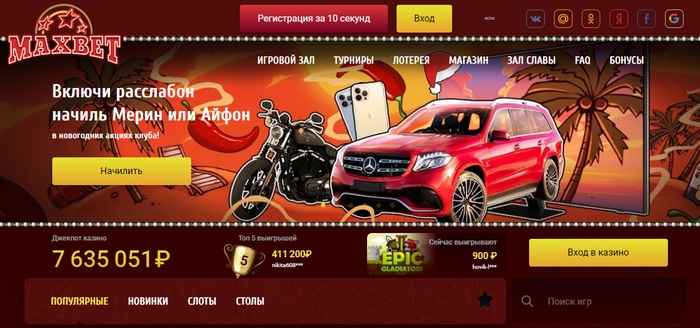 MAXBET
Регистрация за 10 секунд
Вход
или
ИГРОВОЙ ЗАЛ
ТУРНИРЫ
ЛОТЕРЕЯ
МАГАЗИН
ЗАЛ СЛАВЫ
FAQ
БОНУСЫ
Включи расслабон
начиль Мерин или Айфон
в новогодних акциях клуба!
Начилить
Джекпот казино
7 635 051₽
5
Топ 5 выигрышей
411 200₽
nikita608***
EPIC
GLADIATORS
Сейчас выигрывают
900 ₽
hovik-l***
Вход в казино
ПОПУЛЯРНЫЕ
НОВИНКИ
СЛОТЫ
СТОЛЫ
Поиск игр